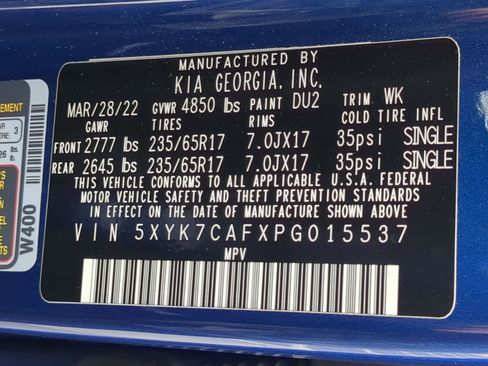 MANUFACTURED BY
KIA GEORGIA, INC.
MAR/28/22 GVWR 4850 lbs PAINT DU2 TRIM WK
GAWR TIRES RIMS COLD TIRE INFL
FRONT 2777 lbs 235/65R17 7.0JX17 35psi SINGLE
REAR 2645 lbs 235/65R17 7.0JX17 35psi SINGLE
THIS VEHICLE CONFORMS TO ALL APPLICABLE U.S.A. FEDERAL
MOTOR VEHICLE SAFETY AND THEFT PREVENTION STANDARDS
IN EFFECT ON THE DATE OF MANUFACTURE SHOWN ABOVE.
VIN 5XYK7CAFXPG015537
MPV
W400
3
26